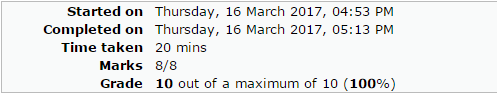 Started on Thursday, 16 March 2017, 04:53 PM
Completed on Thursday, 16 March 2017, 05:13 PM
Time taken 20 mins
Marks 8/8
Grade 10 out of a maximum of 10 (100%)